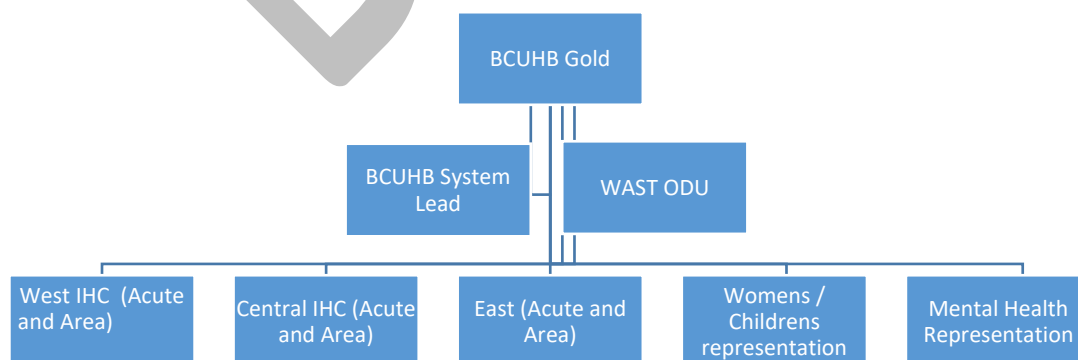 BCUHB Gold
BCUHB System
Lead
WAST ODU
West IHC (Acute
and Area)
Central IHC (Acute
and Area)
East (Acute and
Area)
Womens /
Childrens
representation
Mental Health
Representation